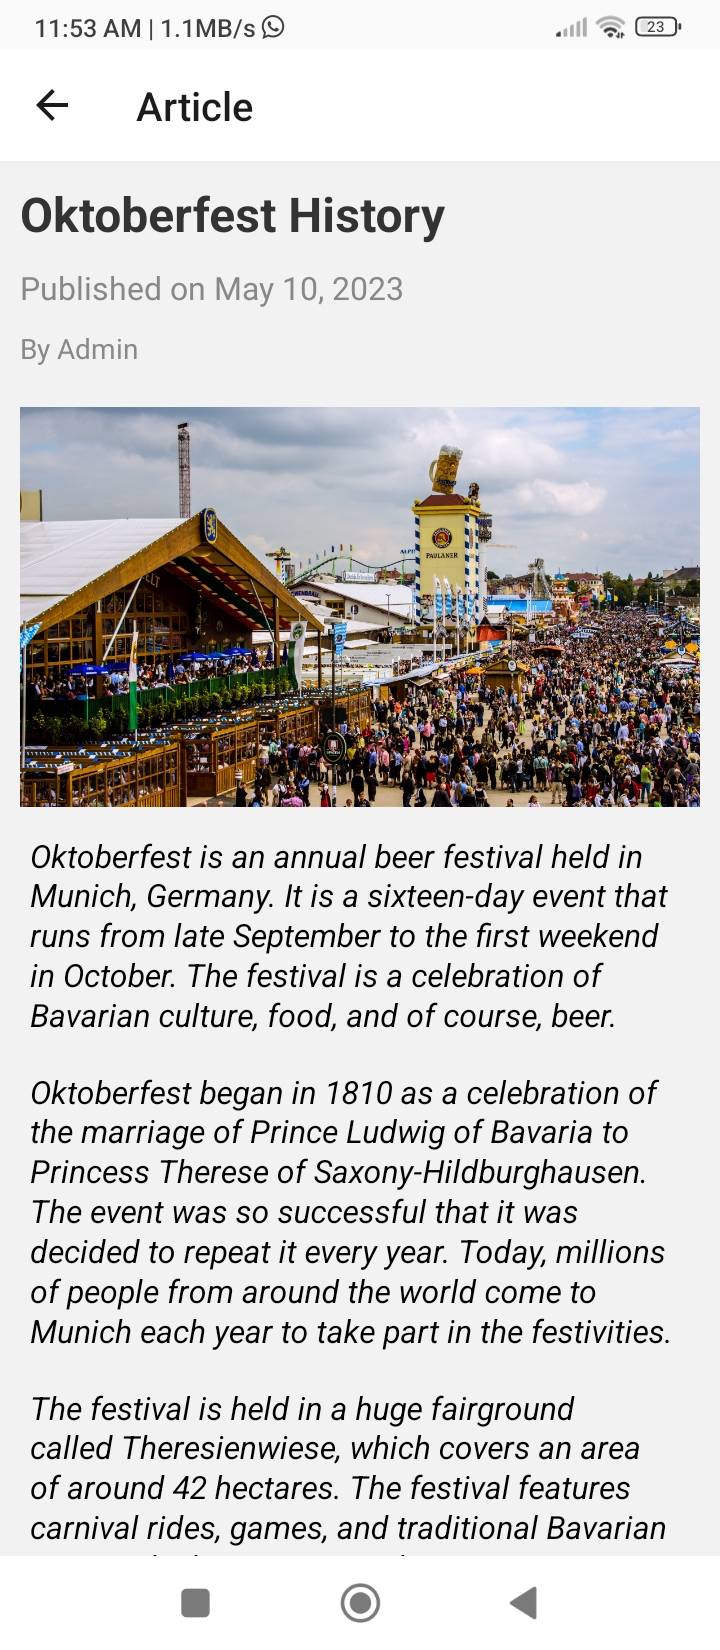 11:53 AM | 1.1MB/s
23
Article
Oktoberfest History
Published on May 10, 2023
By Admin
PAULANER
Oktoberfest is an annual beer festival held in
Munich, Germany. It is a sixteen-day event that
runs from late September to the first weekend
in October. The festival is a celebration of
Bavarian culture, food, and of course, beer.
Oktoberfest began in 1810 as a celebration of
the marriage of Prince Ludwig of Bavaria to
Princess Therese of Saxony-Hildburghausen.
The event was so successful that it was
decided to repeat it every year. Today, millions
of people from around the world come to
Munich each year to take part in the festivities.
The festival is held in a huge fairground
called Theresienwiese, which covers an area
of around 42 hectares. The festival features
carnival rides, games, and traditional Bavarian